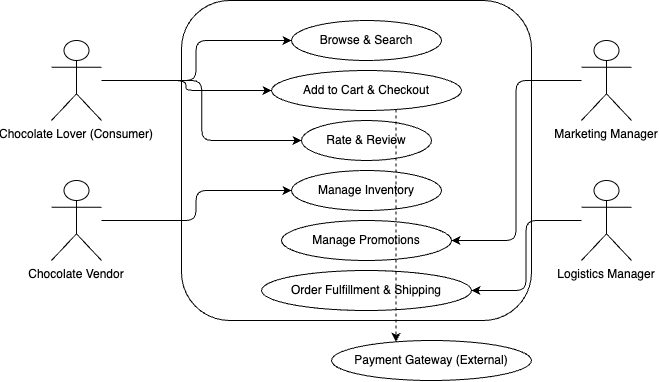 Browse & Search
Add to Cart & Checkout
Chocolate Lover (Consumer)
Marketing Manager
Rate & Review
Manage Inventory
Manage Promotions
Chocolate Vendor
Logistics Manager
Order Fulfillment & Shipping
Payment Gateway (External)